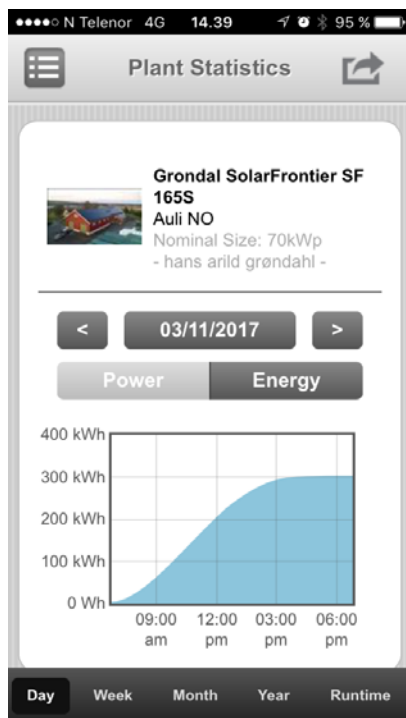 N Telenor 4G 14.39 95 %
Plant Statistics
Grondal SolarFrontier SF
165S
Auli NO
Nominal Size: 70kWp
- hans arild grøndahl -
< 03/11/2017 >
Power Energy
400 kWh
300 kWh
200 kWh
100 kWh
0 Wh
09:00 12:00 03:00 06:00
am pm pm pm
Day Week Month Year Runtime